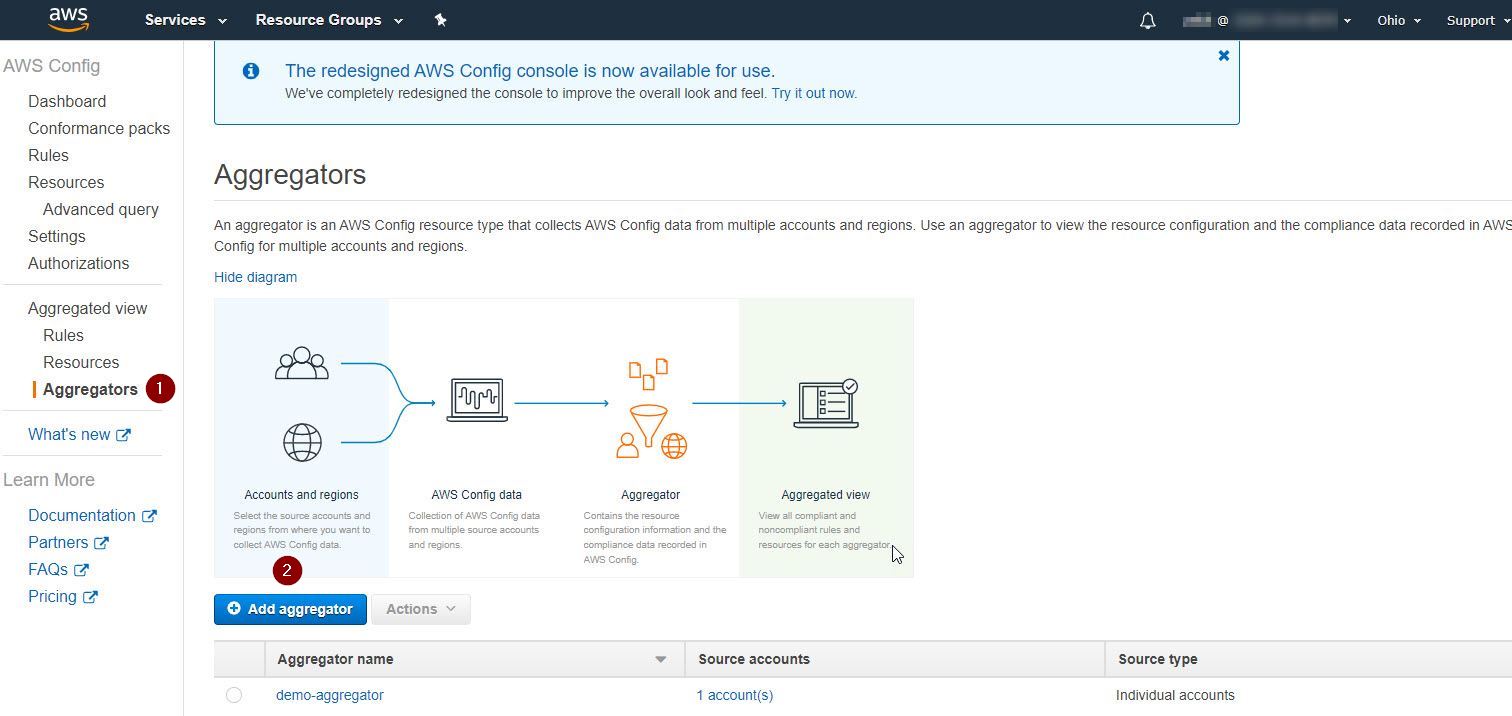 aws
Services
Resource Groups
@
Ohio
Support
AWS Config
Dashboard
Conformance packs
Rules
Resources
Advanced query
Settings
Authorizations
Aggregated view
Rules
Resources
Aggregators
1
What's new
Learn More
Documentation
Partners
FAQs
Pricing
The redesigned AWS Config console is now available for use.
We've completely redesigned the console to improve the overall look and feel. Try it out now.
Aggregators
An aggregator is an AWS Config resource type that collects AWS Config data from multiple accounts and regions. Use an aggregator to view the resource configuration and the compliance data recorded in AWS
Config for multiple accounts and regions.
Hide diagram
Accounts and regions
Select the source accounts and
regions from where you want to
collect AWS Config data.
AWS Config data
Collection of AWS Config data
from multiple source accounts
and regions.
Aggregator
Contains the resource
configuration information and the
compliance data recorded in
AWS Config.
Aggregated view
View all compliant and
noncompliant rules and
resources for each aggregator.
2
Add aggregator
Actions
Aggregator name
Source accounts
Source type
demo-aggregator
1 account(s)
Individual accounts